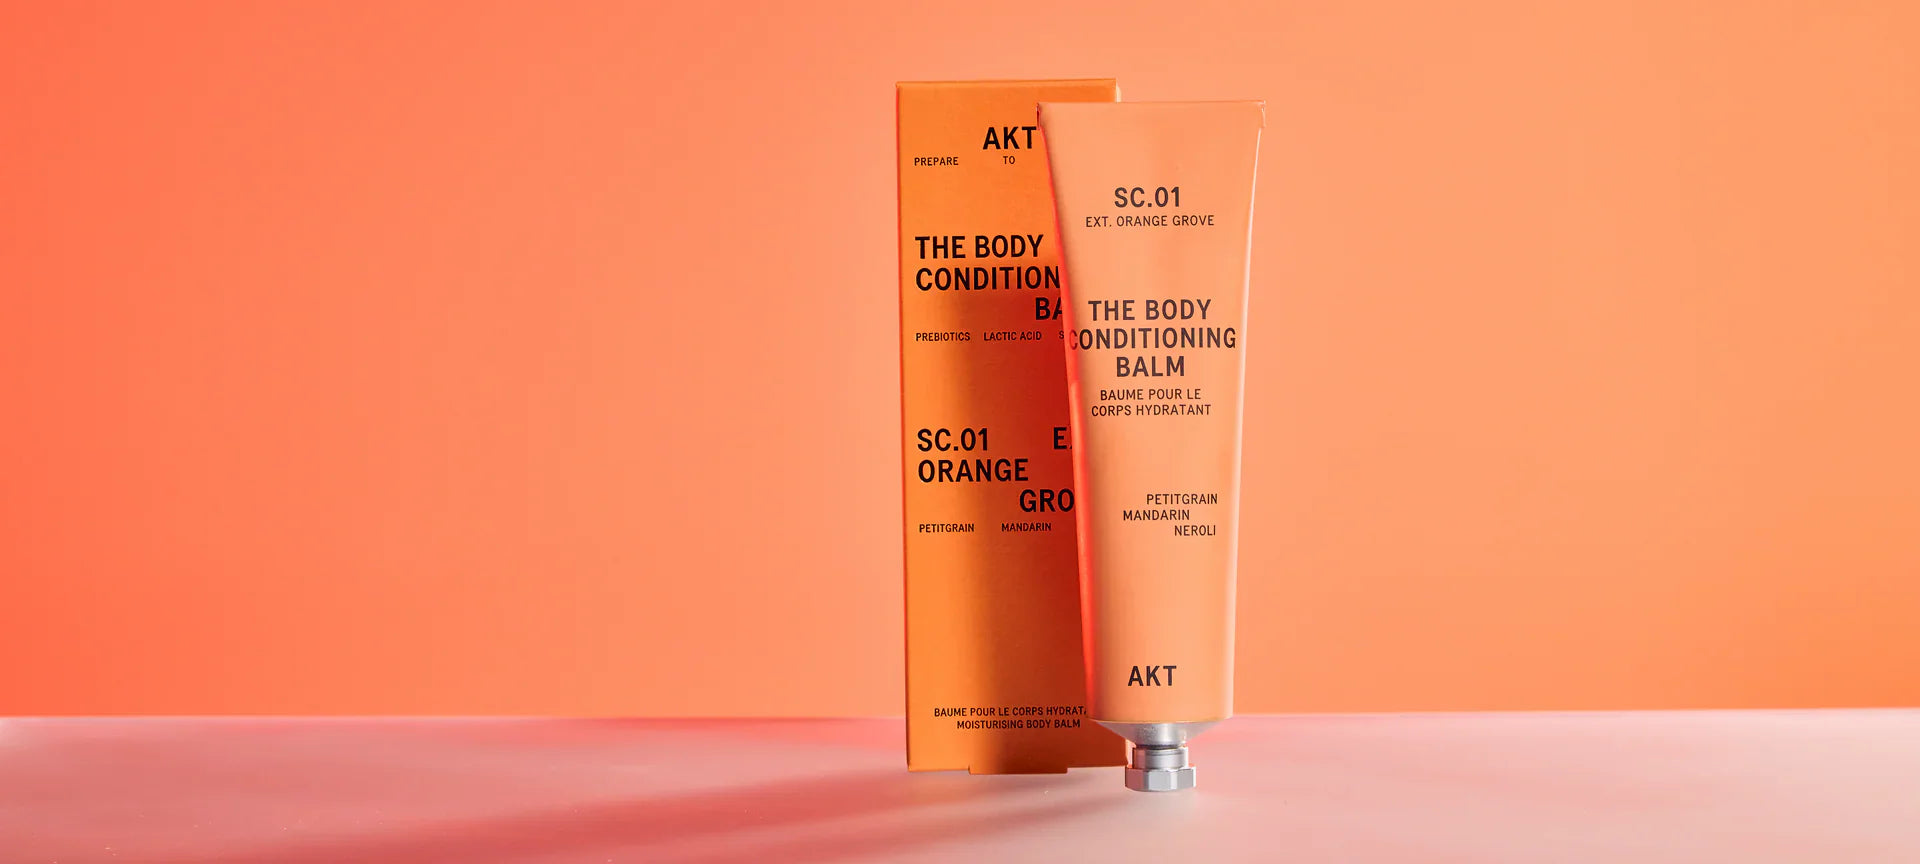 AKT
PREPARE TO
THE BODY
CONDITION
PREBIOTICS LACTIC ACID
SC.01
ORANGE
GRO
PETITGRAIN MANDARIN
BAUME POUR LE CORPS HYDRAT
MOISTURISING BODY BALM
SC.01
EXT. ORANGE GROVE
THE BODY
CONDITIONING
BALM
BAUME POUR LE
CORPS HYDRATANT
PETITGRAIN
MANDARIN
NEROLI
AKT